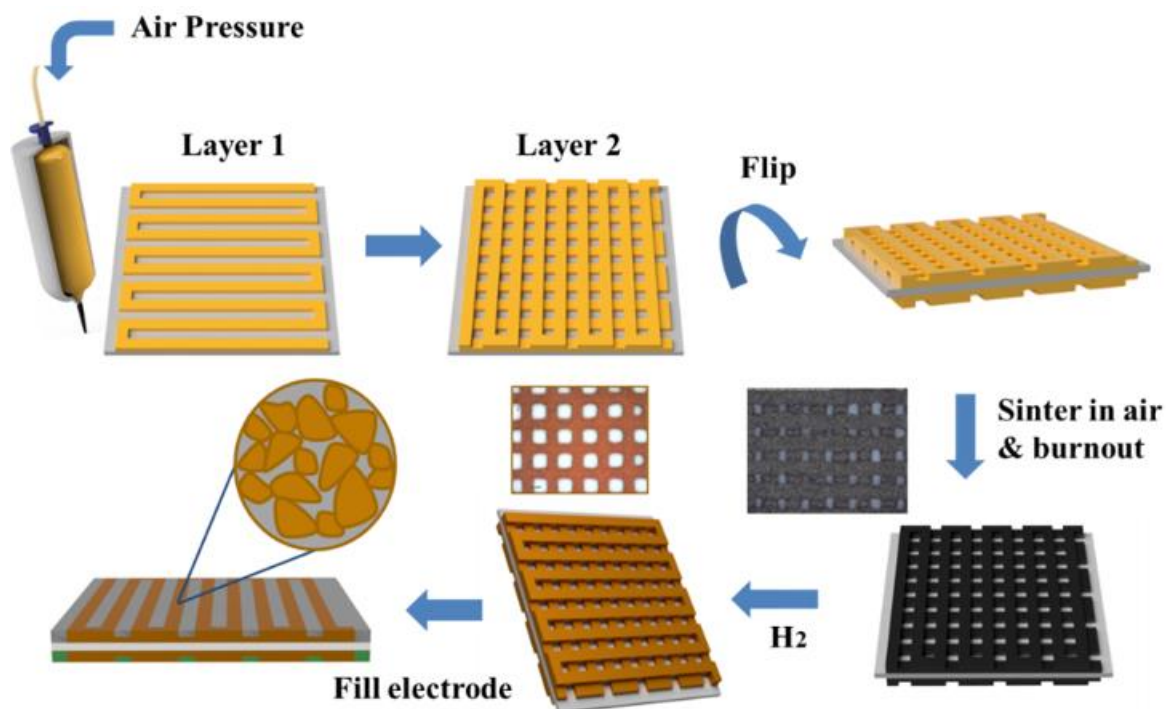 Air Pressure
Layer 1
Layer 2
Flip
Sinter in air
& burnout
H2
Fill electrode